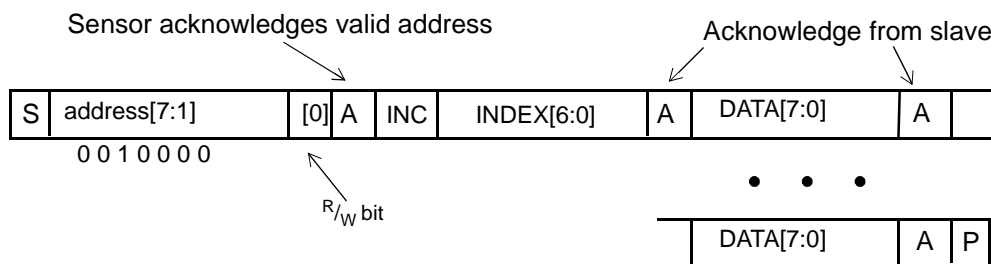 Sensor acknowledges valid address
Acknowledge from slave
S address[7:1] [0] A INC INDEX[6:0] A DATA[7:0] A
0 0 1 0 0 0 0
R/W bit
DATA[7:0] A P